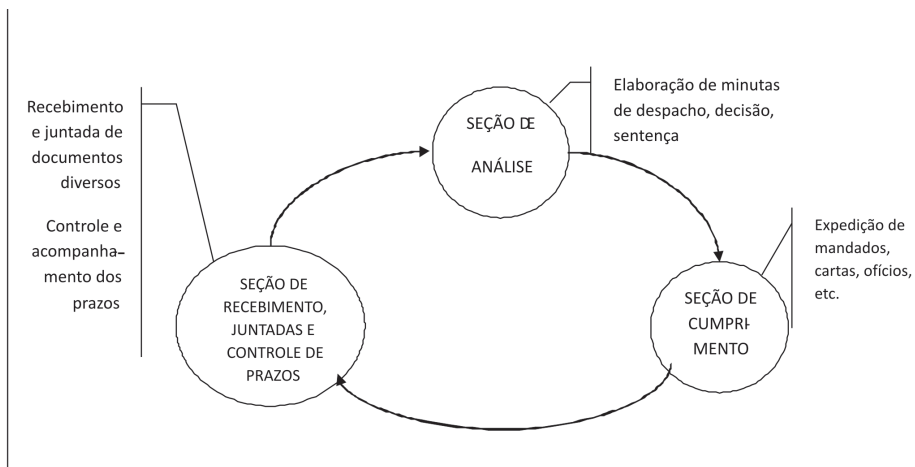 Recebimento
e juntada de
documentos
diversos
Controle e
acompanha-
mento dos
prazos
SEÇÃO DE
RECEBIMENTO,
JUNTADAS E
CONTROLE DE
PRAZOS
SEÇÃO DE
ANÁLISE
Elaboração de minutas
de despacho, decisão,
sentença
SEÇÃO DE
CUMPRI-
MENTO
Expedição de
mandados,
cartas, ofícios,
etc.